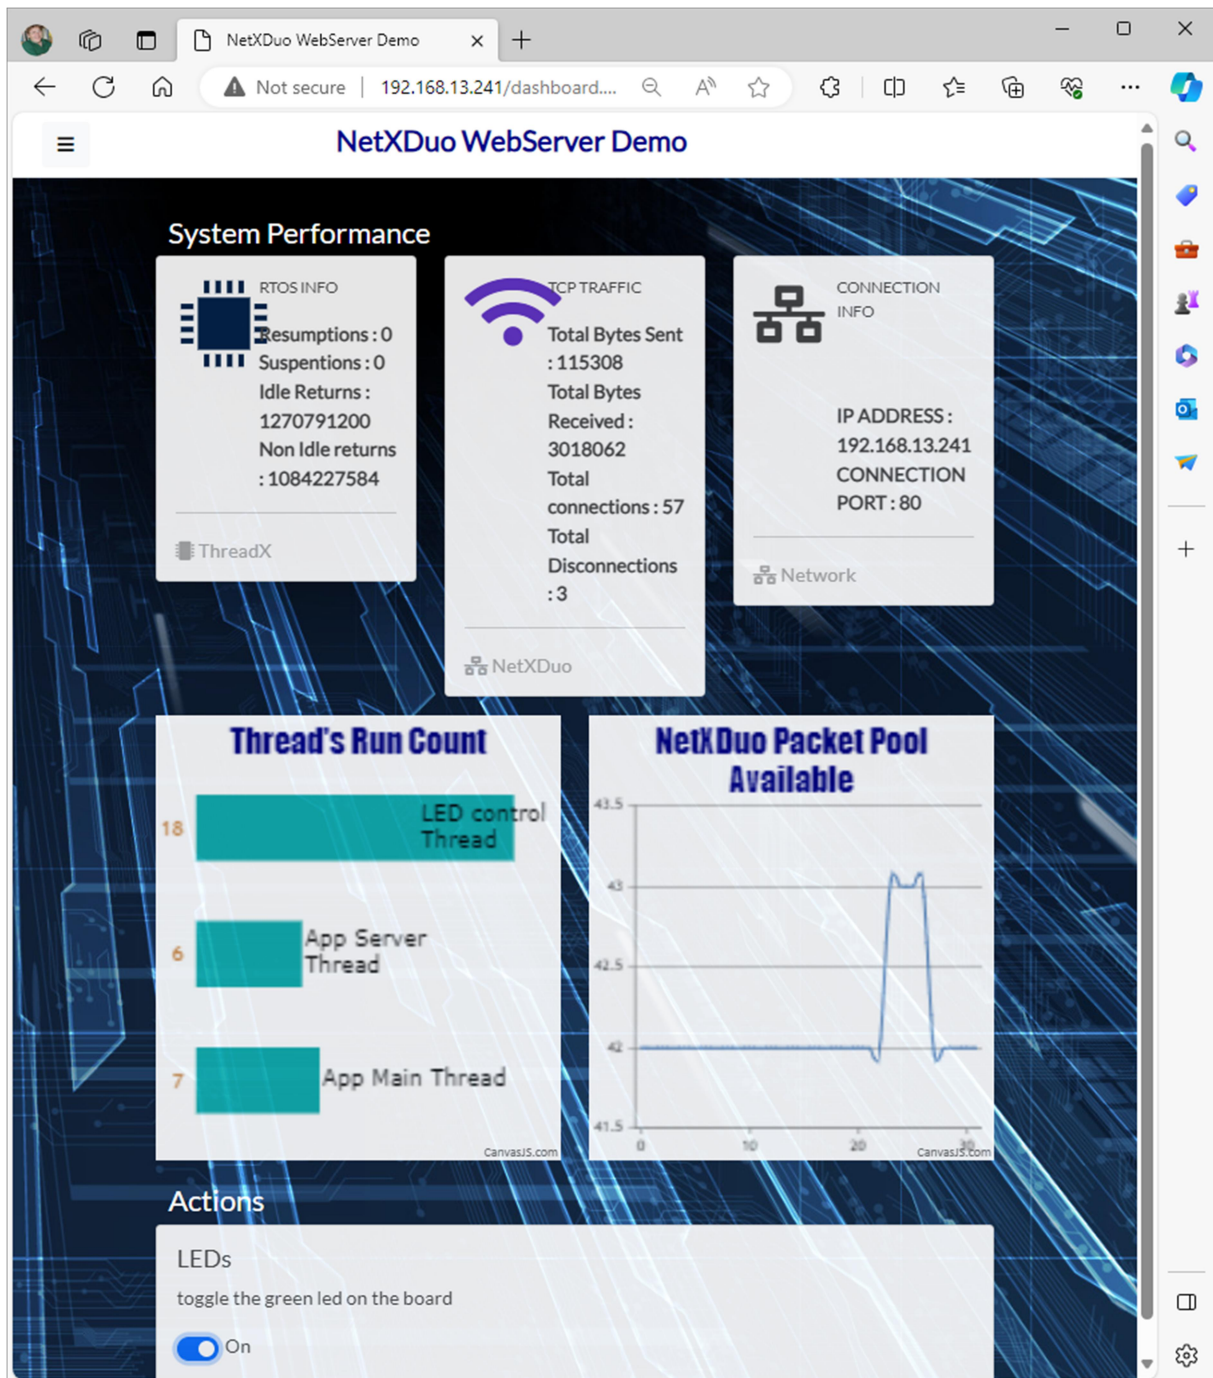 NetXDuo WebServer Demo
Not secure | 192.168.13.241/dashboard....
NetXDuo WebServer Demo
System Performance
RTOS INFO
Resumptions : 0
Suspentions : 0
Idle Returns :
1270791200
Non Idle returns
: 1084227584
ThreadX
TCP TRAFFIC
Total Bytes Sent
: 115308
Total Bytes
Received :
3018062
Total
connections : 57
Total
Disconnections
: 3
NetXDuo
CONNECTION
INFO
IP ADDRESS :
192.168.13.241
CONNECTION
PORT : 80
Network
Thread's Run Count
18
LED control
Thread
6
App Server
Thread
7
App Main Thread
CanvasJS.com
NetXDuo Packet Pool
Available
43.5
43
42.5
42
41.5
0 10 20 30
CanvasJS.com
Actions
LEDs
toggle the green led on the board
On